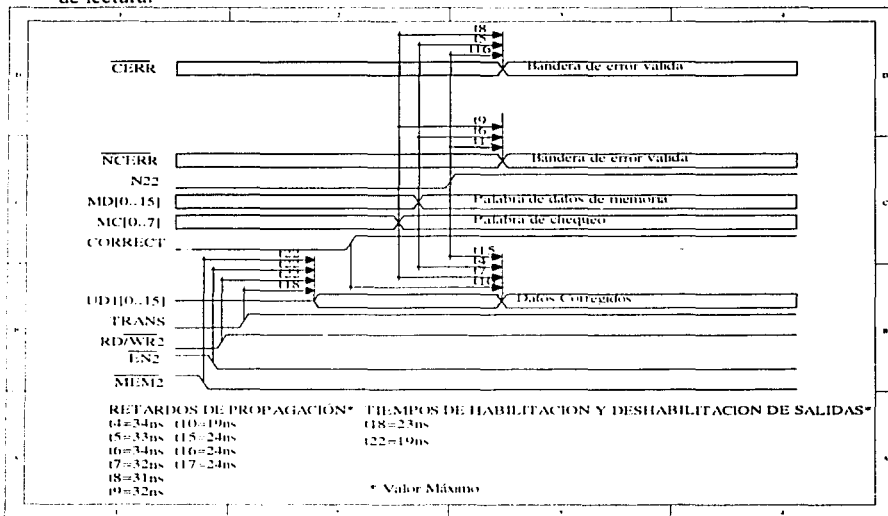 de lectura.
t8
t5
t16
CERR
Bandera de error valida
t9
t6
NCERR
Bandera de error valida
N22
MD[0..15]
Palabra de datos de memoria
MC[0..7]
Palabra de chequeo
CORRECT
t15
t4
t7
t10
t18
UD1[0..15]
Datos Corregidos
TRANS
RD/WR2
EN2
MEM2
RETARDOS DE PROPAGACIÓN* TIEMPOS DE HABILITACION Y DESHABILITACION DE SALIDAS*
t4=34ns t10=19ns t18=23ns
t5=33ns t15=24ns t22=19ns
t6=34ns t16=24ns
t7=32ns t17=24ns
t8=31ns
t9=32ns
* Valor Máximo